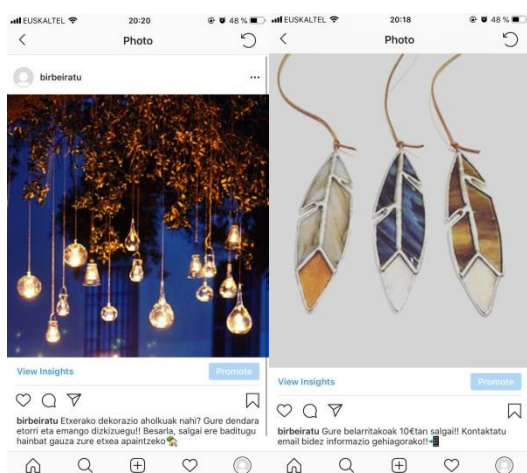 EUSKALTEL 20:20 48 %
Photo
birbeiratu
View Insights
Promote
birbeiratu Etxerako dekorazio aholkuak nahi? Gure dendara
etorri eta emango dizkizuegu!! Besarla, salgai ere baditugu
hainbat gauza zure etxea apaintzeko
EUSKALTEL 20:18 48 %
Photo
View Insights
Promote
birbeiratu Gure belarritakoak 10€tan salgai!! Kontaktatu
email bidez informazio gehiagorako!!